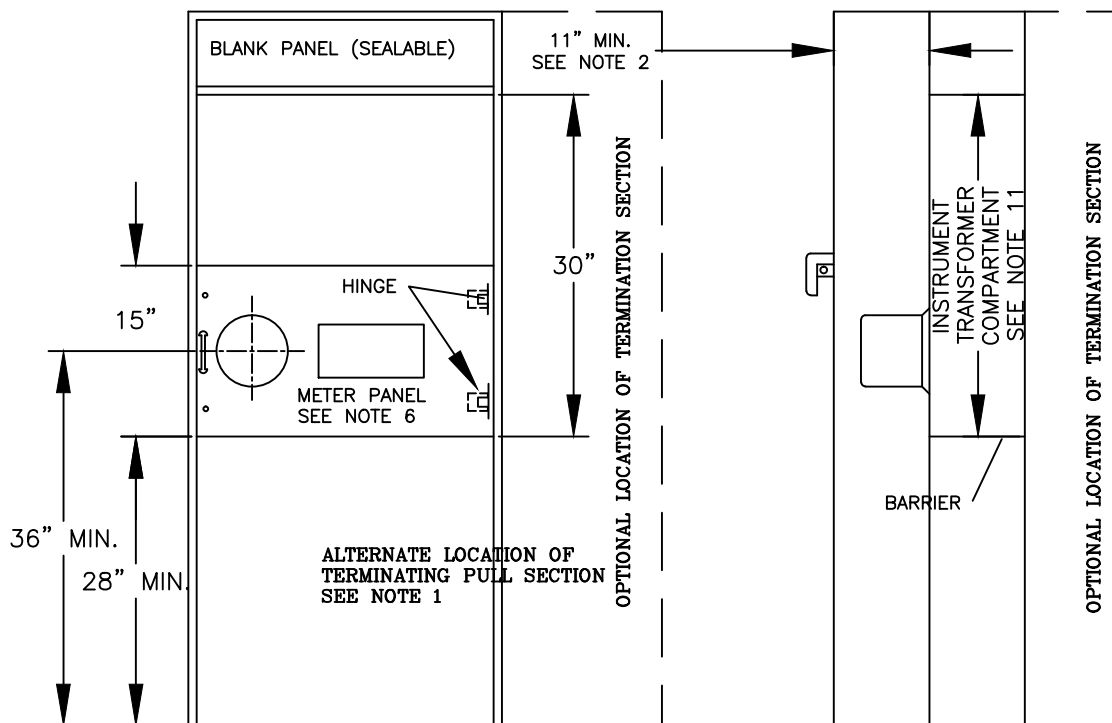 BLANK PANEL (SEALABLE)
11" MIN.
SEE NOTE 2
OPTIONAL LOCATION OF TERMINATION SECTION
30"
15"
HINGE
METER PANEL
SEE NOTE 6
36" MIN.
28" MIN.
ALTERNATE LOCATION OF
TERMINATING PULL SECTION
SEE NOTE 1
INSTRUMENT
TRANSFORMER
COMPARTMENT
SEE NOTE 11
BARRIER
OPTIONAL LOCATION OF TERMINATION SECTION